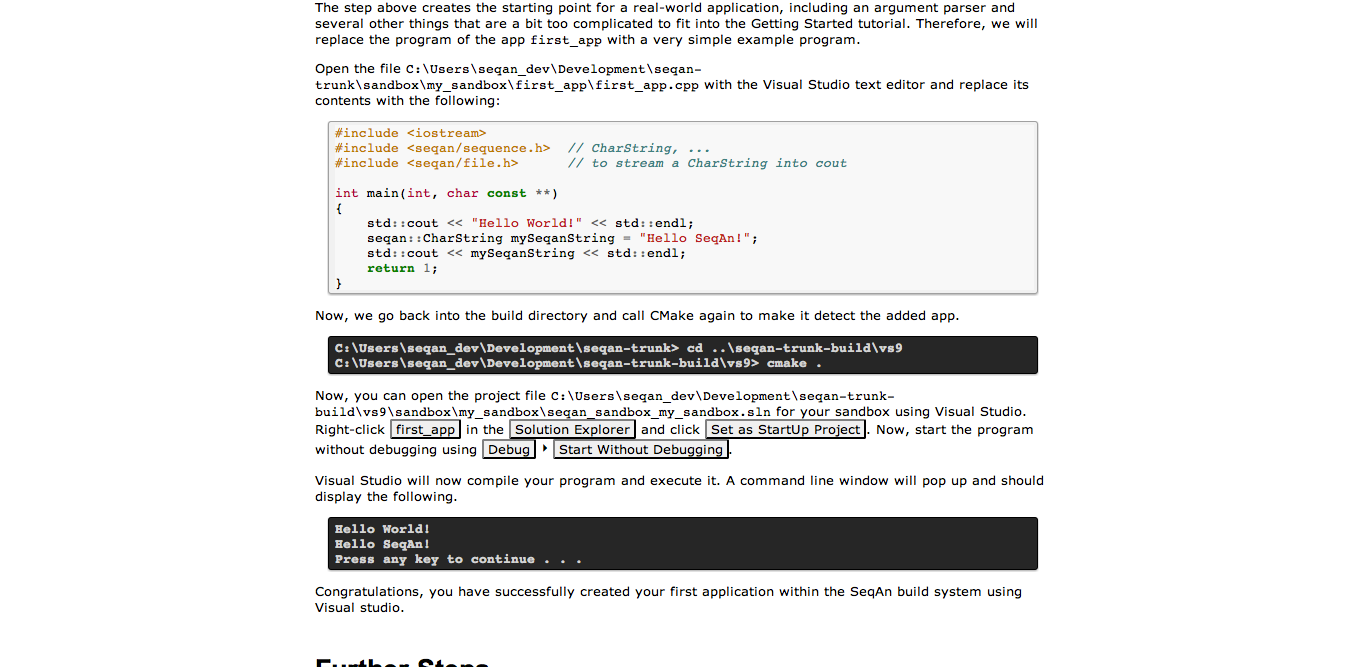 The step above creates the starting point for a real-world application, including an argument parser and
several other things that are a bit too complicated to fit into the Getting Started tutorial. Therefore, we will
replace the program of the app first_app with a very simple example program.
Open the file C:\Users\seqan_dev\Development\seqan-
trunk\sandbox\my_sandbox\first_app\first_app.cpp with the Visual Studio text editor and replace its
contents with the following:
#include <iostream>
#include <seqan/sequence.h>  // CharString, ...
#include <seqan/file.h>      // to stream a CharString into cout
int main(int, char const **)
{
    std::cout << "Hello World!" << std::endl;
    seqan::CharString mySeqanString = "Hello SeqAn!";
    std::cout << mySeqanString << std::endl;
    return 1;
}
Now, we go back into the build directory and call CMake again to make it detect the added app.
C:\Users\seqan_dev\Development\seqan-trunk> cd ..\seqan-trunk-build\vs9
C:\Users\seqan_dev\Development\seqan-trunk-build\vs9> cmake .
Now, you can open the project file C:\Users\seqan_dev\Development\seqan-trunk-
build\vs9\sandbox\my_sandbox\seqan_sandbox_my_sandbox.sln for your sandbox using Visual Studio.
Right-click first_app in the Solution Explorer and click Set as StartUp Project. Now, start the program
without debugging using Debug ‣ Start Without Debugging.
Visual Studio will now compile your program and execute it. A command line window will pop up and should
display the following.
Hello World!
Hello SeqAn!
Press any key to continue . . .
Congratulations, you have successfully created your first application within the SeqAn build system using
Visual studio.
Further Steps